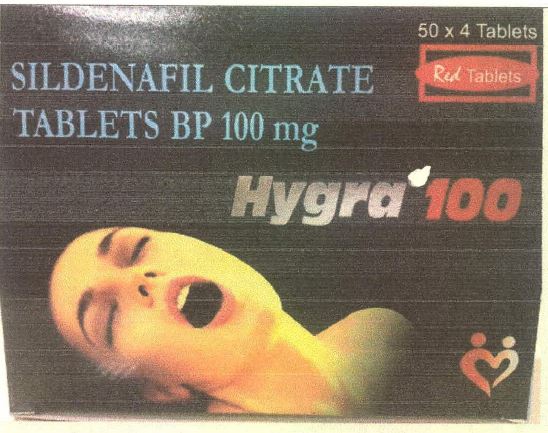 50 x 4 Tablets
Red Tablets
SILDENAFIL CITRATE
TABLETS BP 100 mg
Hygra 100